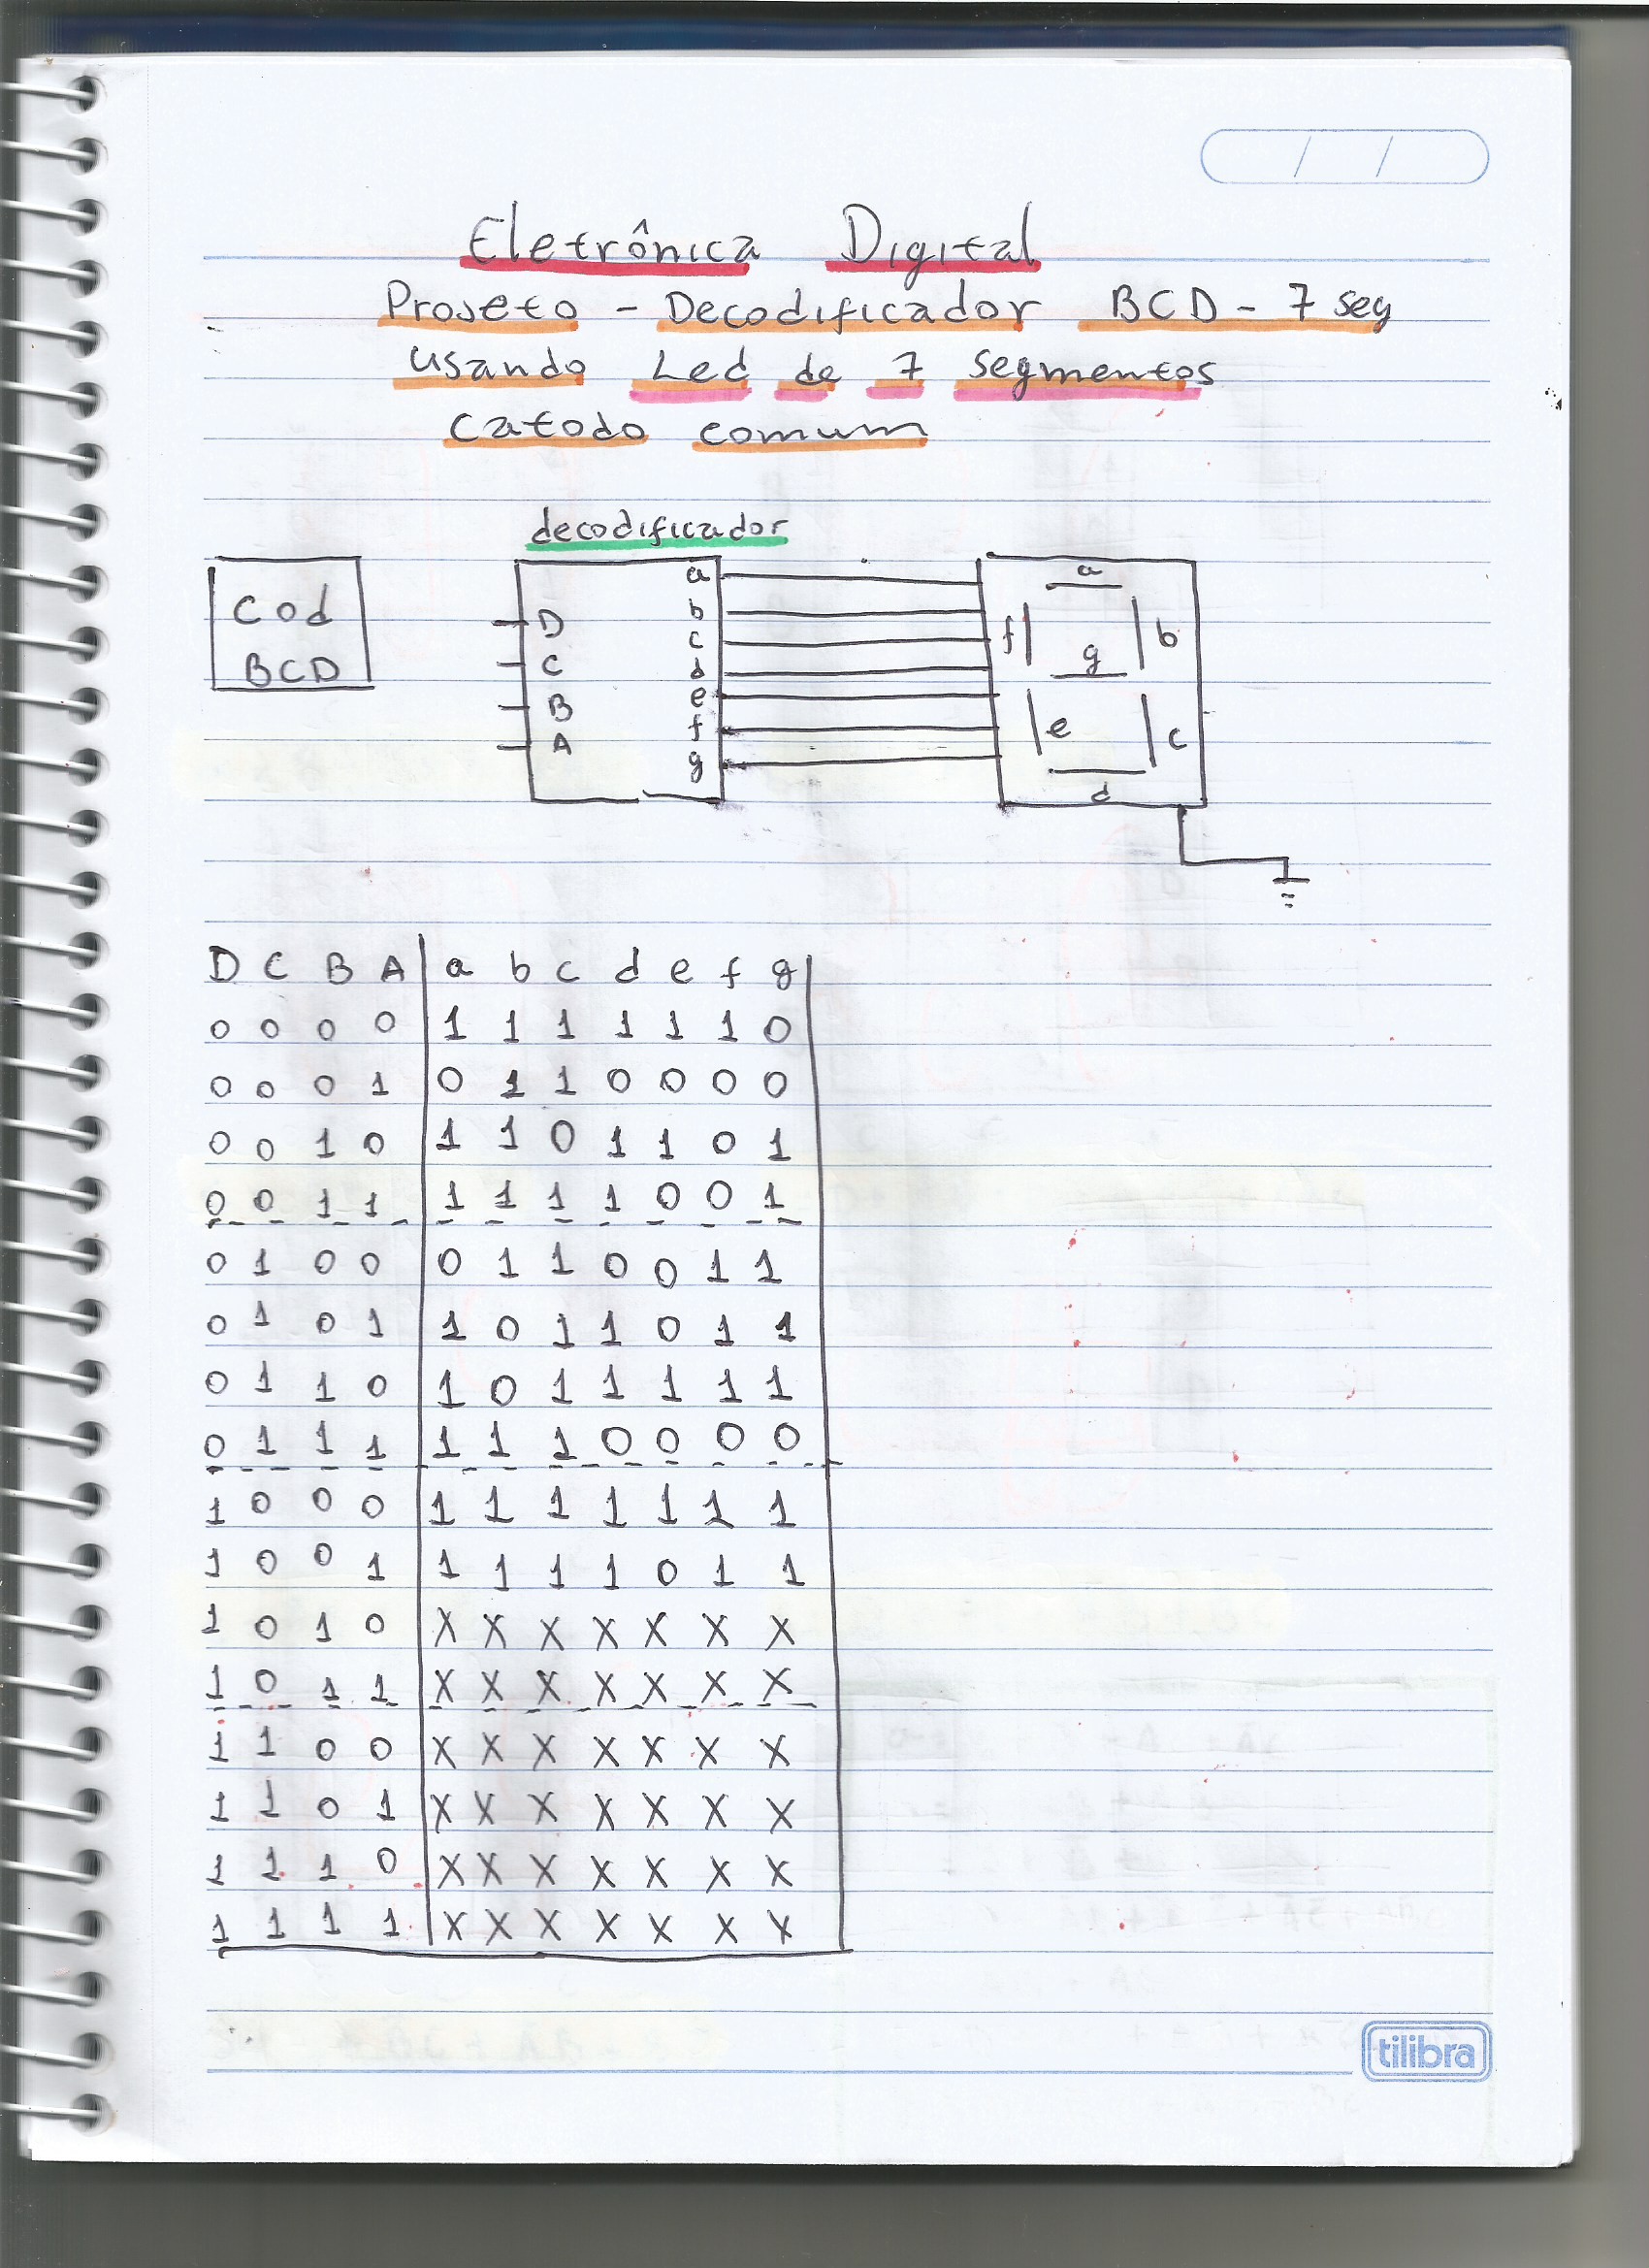 / /
Eletrônica Digital
Projeto - Decodificador BCD - 7 seg
usando Led de 7 segmentos
catodo comum
decodificador
Cod
BCD
D
C
B
A
a
b
c
d
e
f
g
a
f
b
g
e
c
d
D C B A a b c d e f g
0 0 0 0 1 1 1 1 1 1 0
0 0 0 1 0 1 1 0 0 0 0
0 0 1 0 1 1 0 1 1 0 1
0 0 1 1 1 1 1 1 0 0 1
0 1 0 0 0 1 1 0 0 1 1
0 1 0 1 1 0 1 1 0 1 1
0 1 1 0 1 0 1 1 1 1 1
0 1 1 1 1 1 1 0 0 0 0
1 0 0 0 1 1 1 1 1 1 1
1 0 0 1 1 1 1 1 0 1 1
1 0 1 0 X X X X X X X
1 0 1 1 X X X X X X X
1 1 0 0 X X X X X X X
1 1 0 1 X X X X X X X
1 1 1 0 X X X X X X X
1 1 1 1 X X X X X X X
tilibra